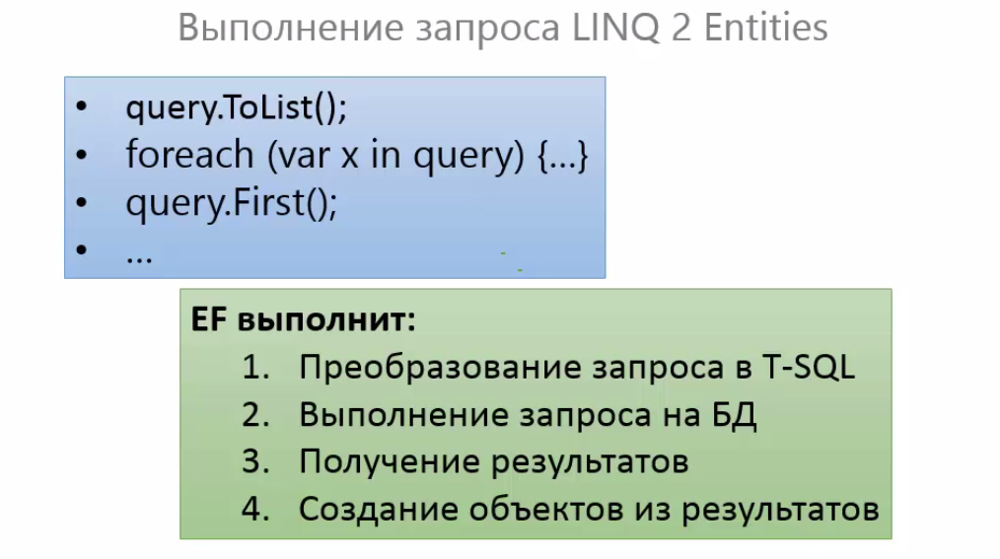 Выполнение запроса LINQ 2 Entities
• query.ToList();
• foreach (var x in query) {...}
• query.First();
• ...
EF выполнит:
1. Преобразование запроса в T-SQL
2. Выполнение запроса на БД
3. Получение результатов
4. Создание объектов из результатов